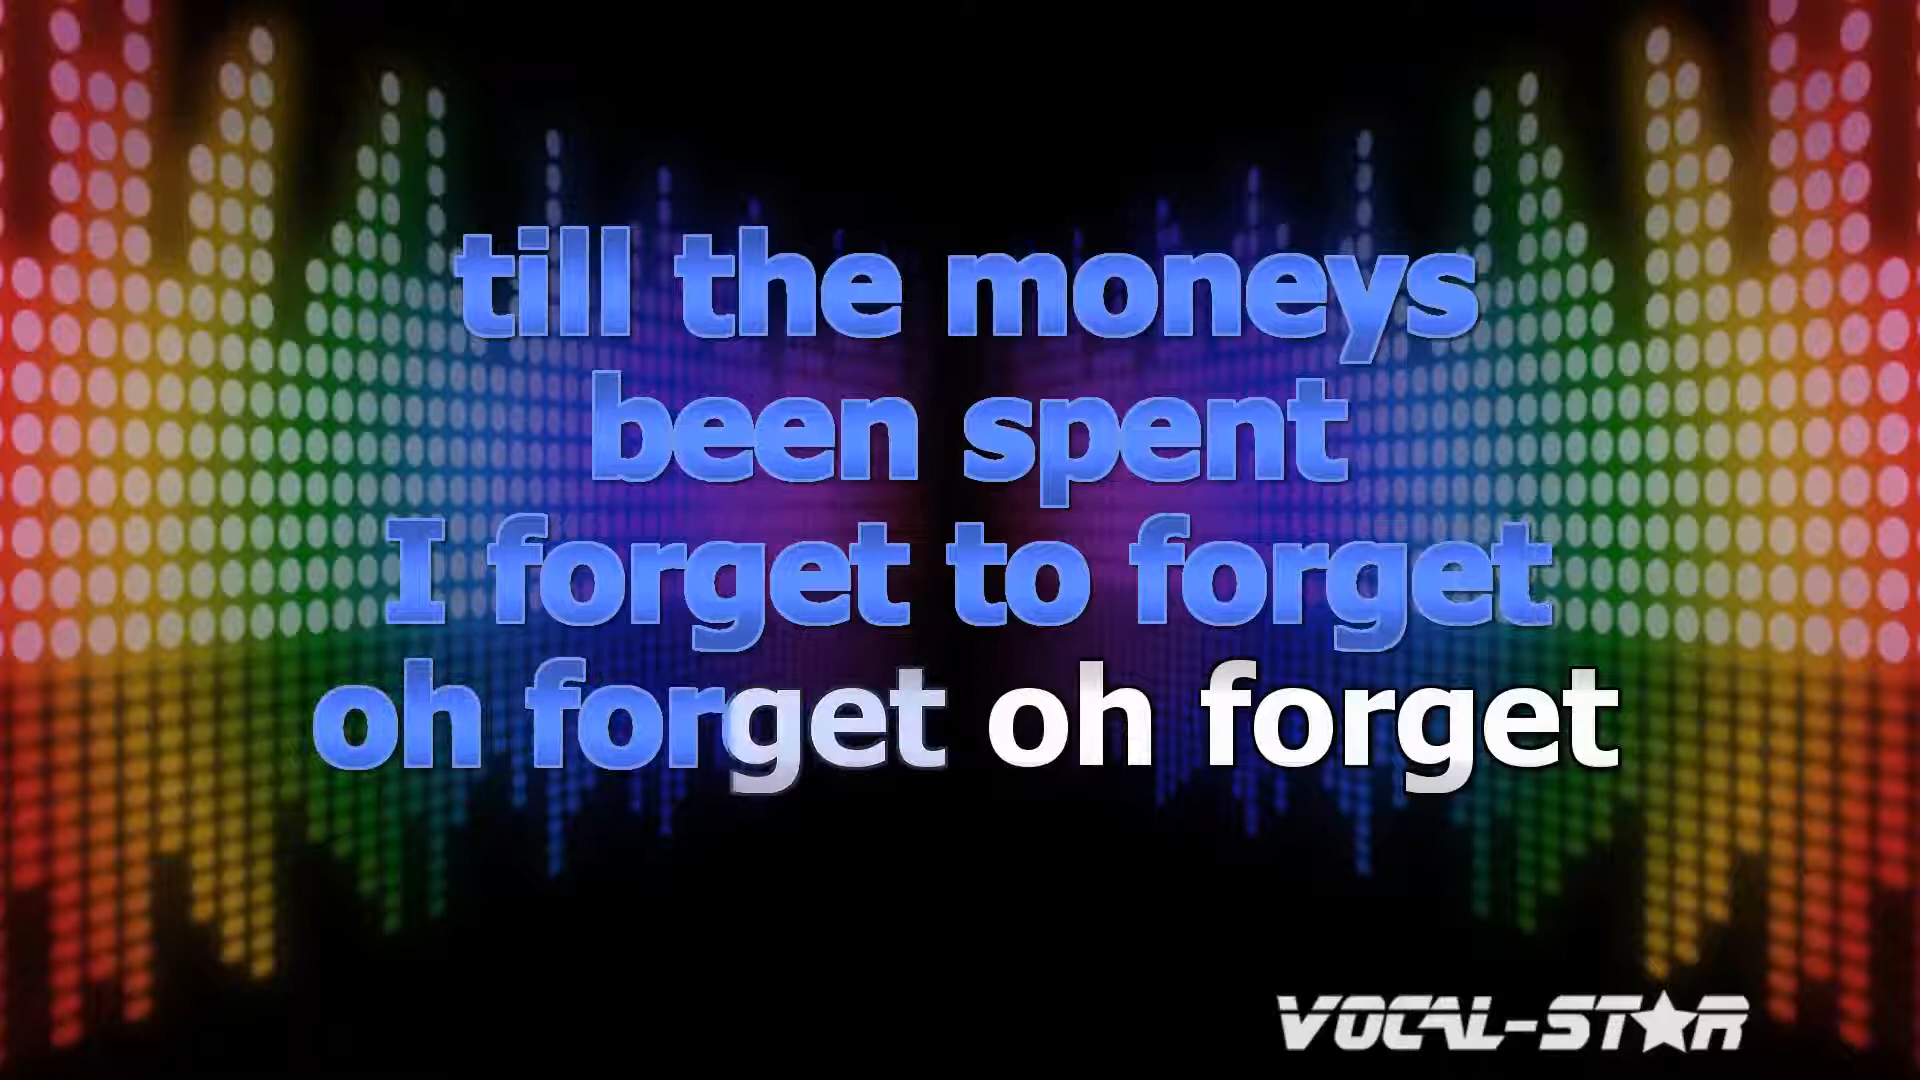 till the moneys
been spent
I forget to forget
oh forget oh forget
VOCAL-STAR